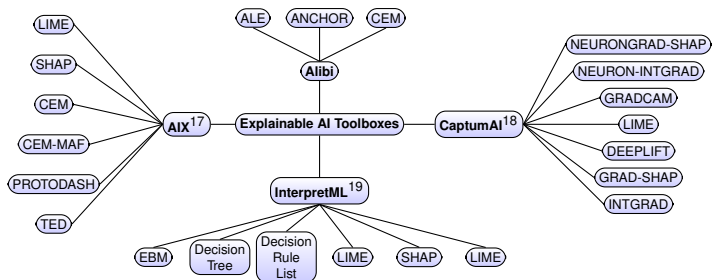 LIME
SHAP
CEM
CEM-MAF
PROTODASH
TED
AIX17
ALE
ANCHOR
CEM
Alibi
Explainable AI Toolboxes
CaptumAI18
NEURONGRAD-SHAP
NEURON-INTGRAD
GRADCAM
LIME
DEEPLIFT
GRAD-SHAP
INTGRAD
InterpretML19
EBM
Decision
Tree
Decision
Rule
List
LIME
SHAP
LIME